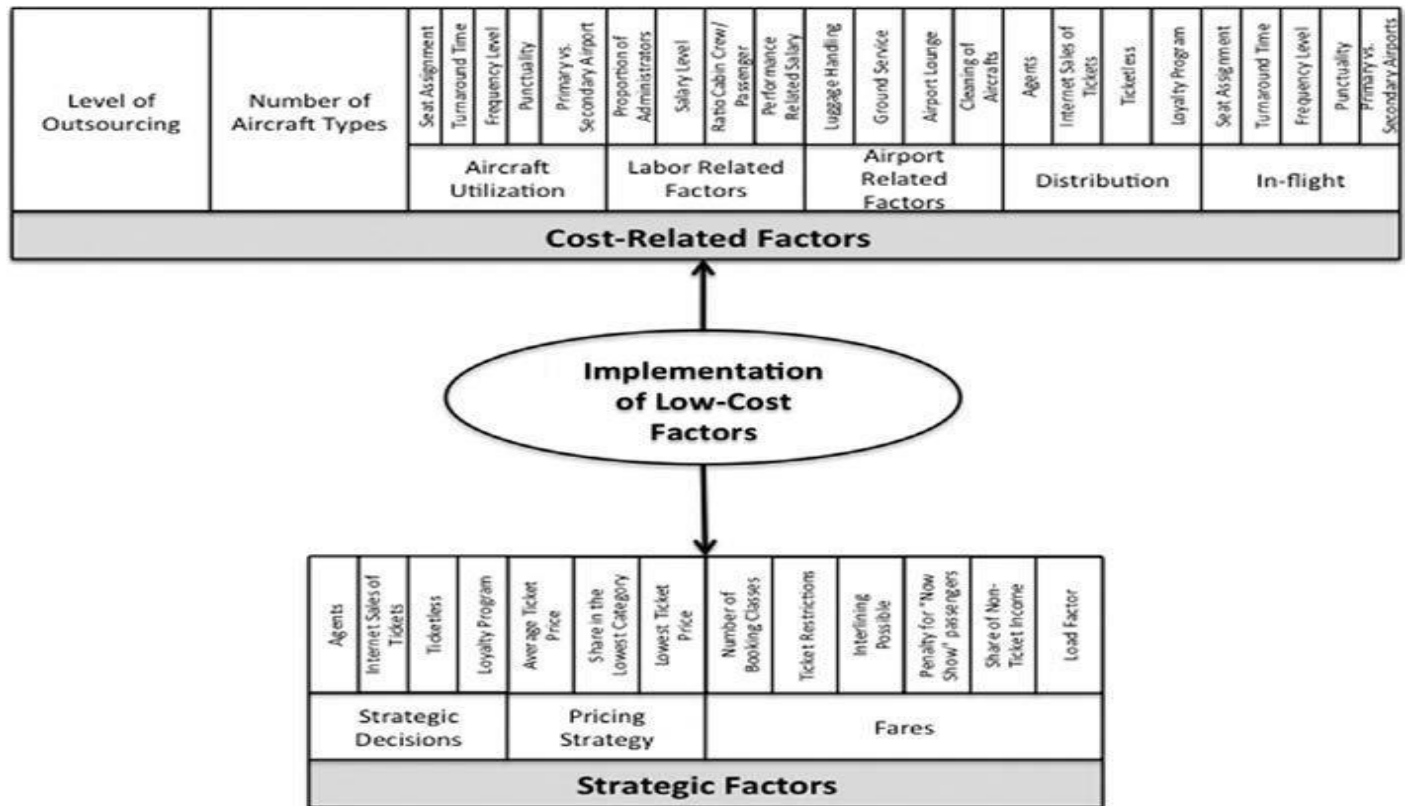 Level of
Outsourcing
Number of
Aircraft Types
Seat Assignment
Turnaround Time
Frequency Level
Punctuality
Primary vs.
Secondary Airport
Proportion of
Administrators
Salary Level
Ratio Cabin Crew/
Passenger
Performance
Related Salary
Luggage Handling
Ground Service
Airport Lounge
Cleaning of
Aircrafts
Agents
Internet Sales of
Tickets
Ticketless
Loyalty Program
Seat Assignment
Turnaround Time
Frequency Level
Punctuality
Primary vs.
Secondary Airports
Aircraft
Utilization
Labor Related
Factors
Airport
Related
Factors
Distribution
In-flight
Cost-Related Factors
Implementation
of Low-Cost
Factors
Agents
Internet Sales of
Tickets
Ticketless
Loyalty Program
Average Ticket
Price
Share in the
Lowest Category
Lowest Ticket
Price
Number of
Booking Classes
Ticket Restrictions
Interlining
Possible
Penalty for "Now
Show" passengers
Share of Non-
Ticket Income
Load Factor
Strategic
Decisions
Pricing
Strategy
Fares
Strategic Factors